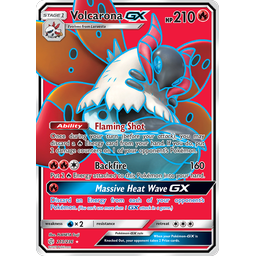 STAGE 1
Volcarona GX
HP 210
Evolves from Larvesta
Ability Flaming Shot
Once during your turn (before your attack), you may
discard a Energy card from your hand. If you do, put
2 damage counters on 1 of your opponent's Pokémon.
Backfire 160
Put 2 Energy attached to this Pokémon into your hand.
Massive Heat Wave GX
Discard an Energy from each of your opponent's
Pokémon.
weakness ×2 resistance retreat
Pokémon-GX rule
When your Pokémon-GX is
Knocked Out, your opponent takes 2 Prize cards.